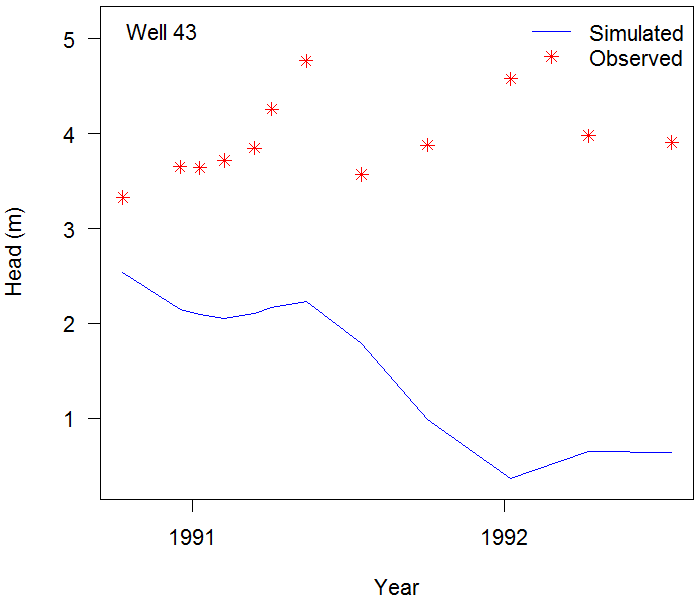 Well 43
Simulated
Observed
5
4
3
2
1
Head (m)
1991 1992
Year